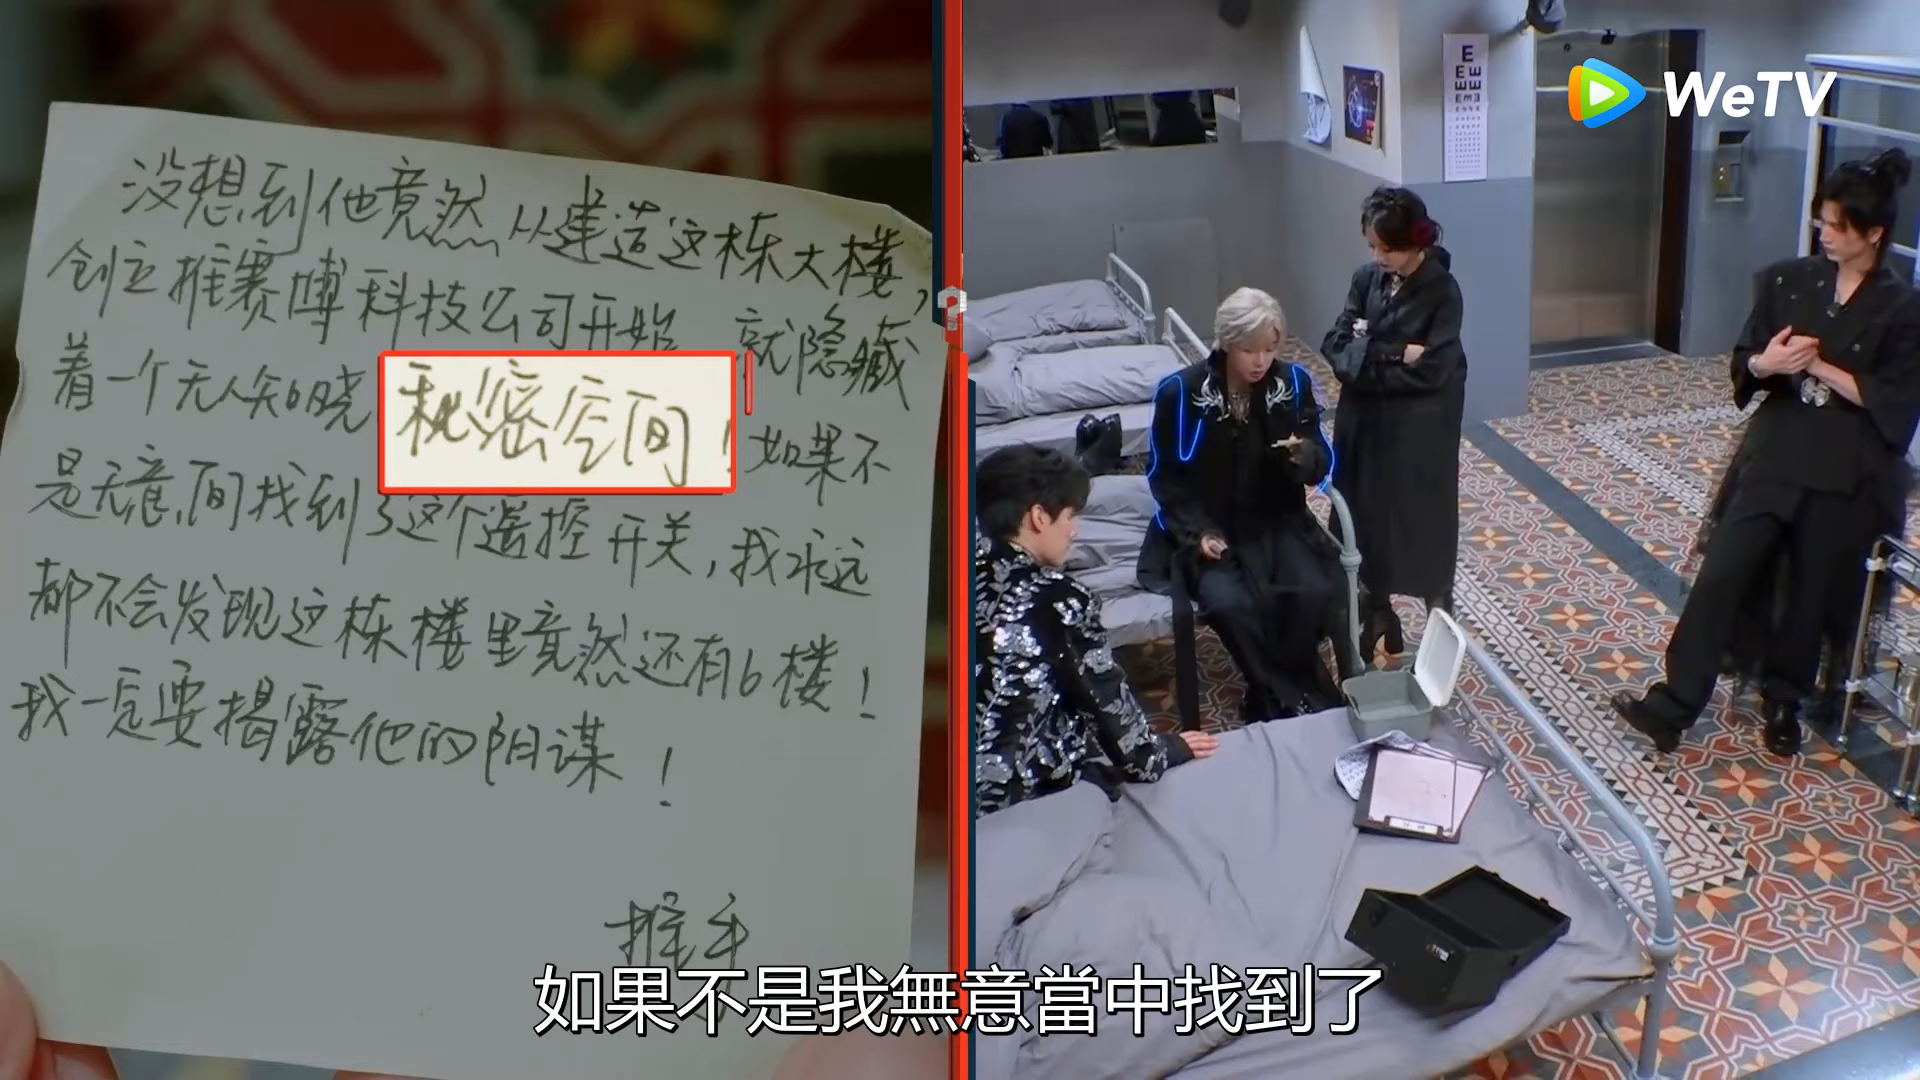 没想到他竟然从建造这栋大楼,
创立推赛博科技公司开始 就隐藏
着一个无人知晓秘密空间!如果不
是无意间找到了这个遥控开关,我永远
都不会发现这栋楼里竟然还有6楼!
我一定要揭露他的阴谋!
推手
WeTV
如果不是我無意當中找到了